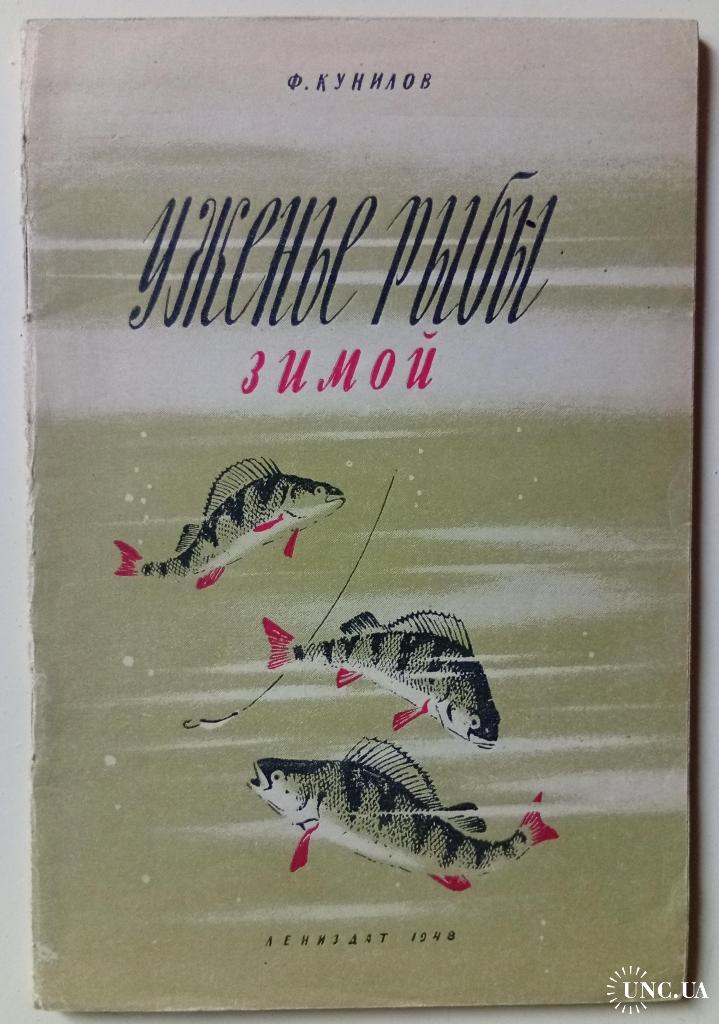 Ф. КУНИЛОВ
уженье рыбы
зимой
ЛЕНИЗДАТ 1948
UNC.UA